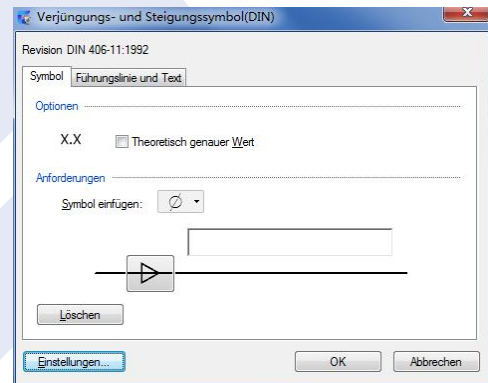 Verjüngungs- und Steigungssymbol(DIN)
Revision DIN 406-11:1992
Symbol Führungslinie und Text
Optionen
X.X Theoretisch genauer Wert
Anforderungen
Symbol einfügen:
Löschen
Einstellungen... OK Abbrechen